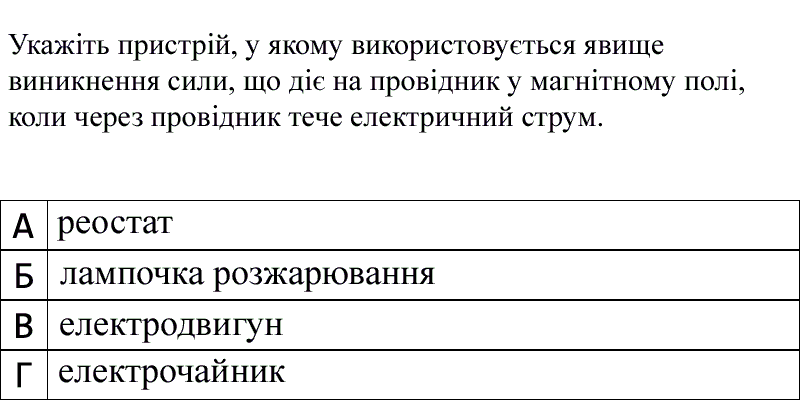 Укажіть пристрій, у якому використовується явище
виникнення сили, що діє на провідник у магнітному полі,
коли через провідник тече електричний струм.
А реостат
Б лампочка розжарювання
В електродвигун
Г електрочайник